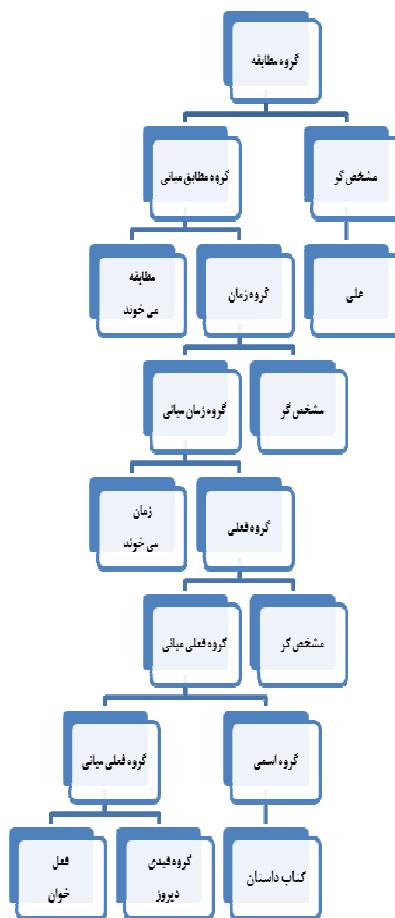 گروه مطابقه
مشخص گر
گروه مطابق میانی
علی
گروه زمان
مطابقه
می خوند
مشخص گر
گروه زمان میانی
گروه فعلی
زمان
می خوند
مشخص گر
گروه فعلی میانی
گروه اسمی
گروه فعلی میانی
کتاب داستان
گروه قیدی
دیروز
فعل
خوان